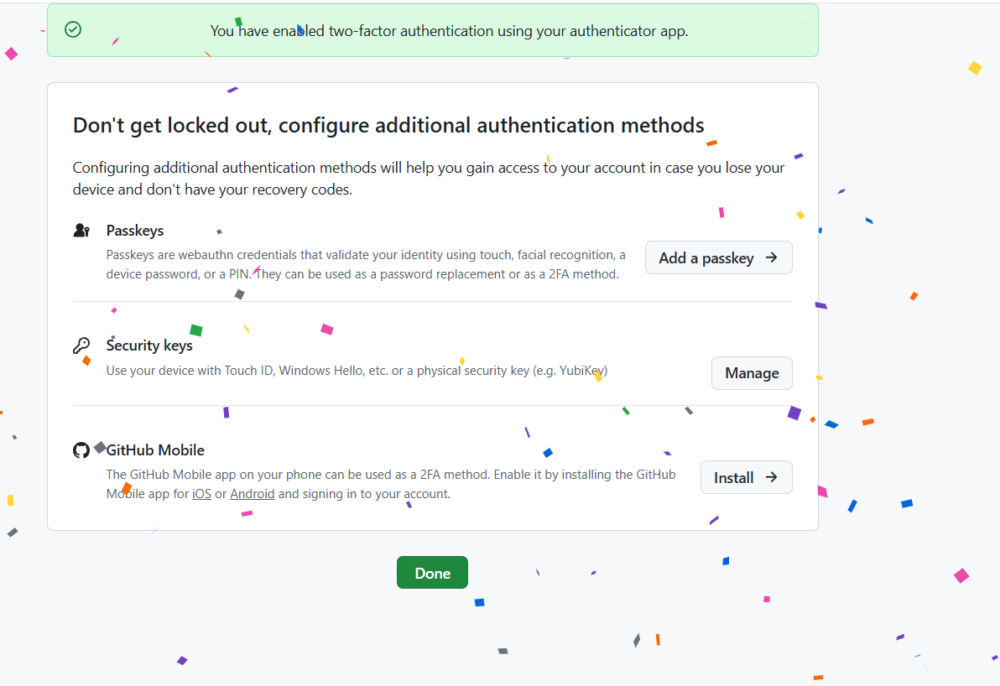 You have enabled two-factor authentication using your authenticator app.
Don't get locked out, configure additional authentication methods
Configuring additional authentication methods will help you gain access to your account in case you lose your
device and don't have your recovery codes.
Passkeys
Passkeys are webauthn credentials that validate your identity using touch, facial recognition, a
device password, or a PIN. They can be used as a password replacement or as a 2FA method.
Add a passkey
Security keys
Use your device with Touch ID, Windows Hello, etc. or a physical security key (e.g. YubiKey)
Manage
GitHub Mobile
The GitHub Mobile app on your phone can be used as a 2FA method. Enable it by installing the GitHub
Mobile app for iOS or Android and signing in to your account.
Install
Done